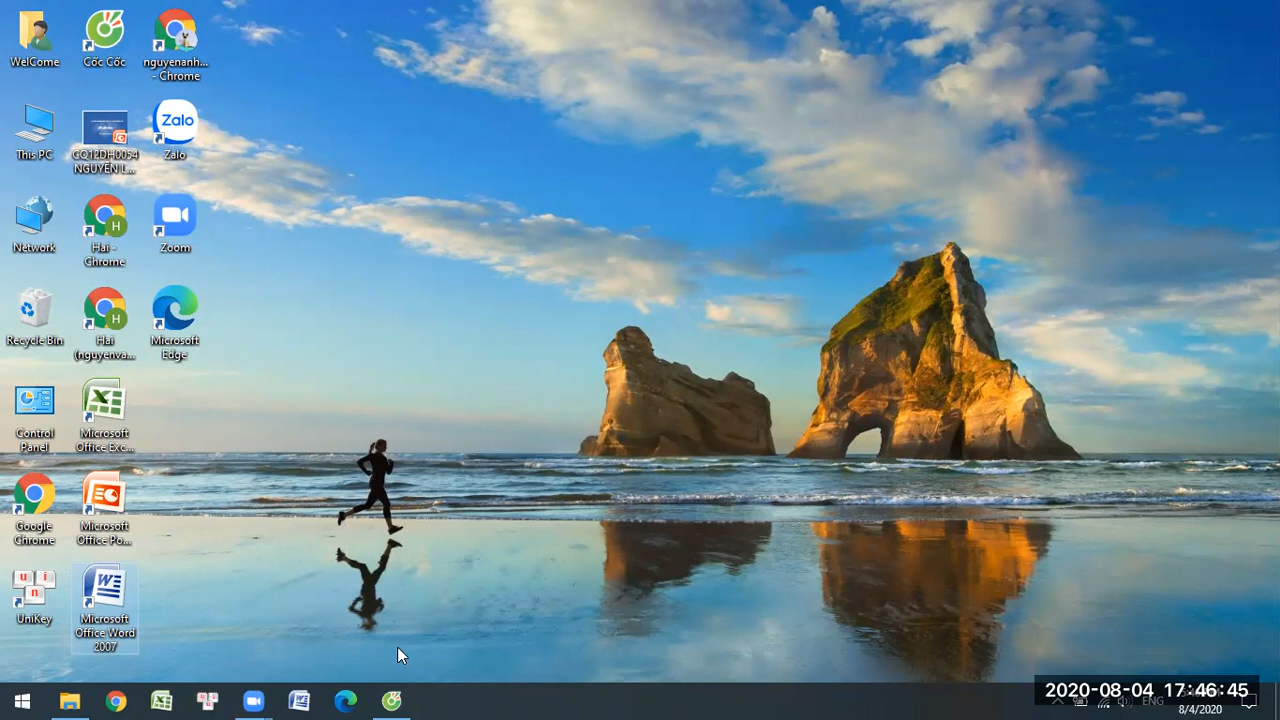 WelCome
Cốc Cốc
nguyenanh...
- Chrome
This PC
CQ12DH0054
NGUYỄN L...
Zalo
Zalo
Network
Hai -
Chrome
Zoom
Recycle Bin
Hai
(nguyenva...
Microsoft
Edge
Control
Panel
Microsoft
Office Exc...
Google
Chrome
Microsoft
Office Po...
UniKey
Microsoft
Office Word
2007
2020-08-04 17:46:45
ENG
8/4/2020